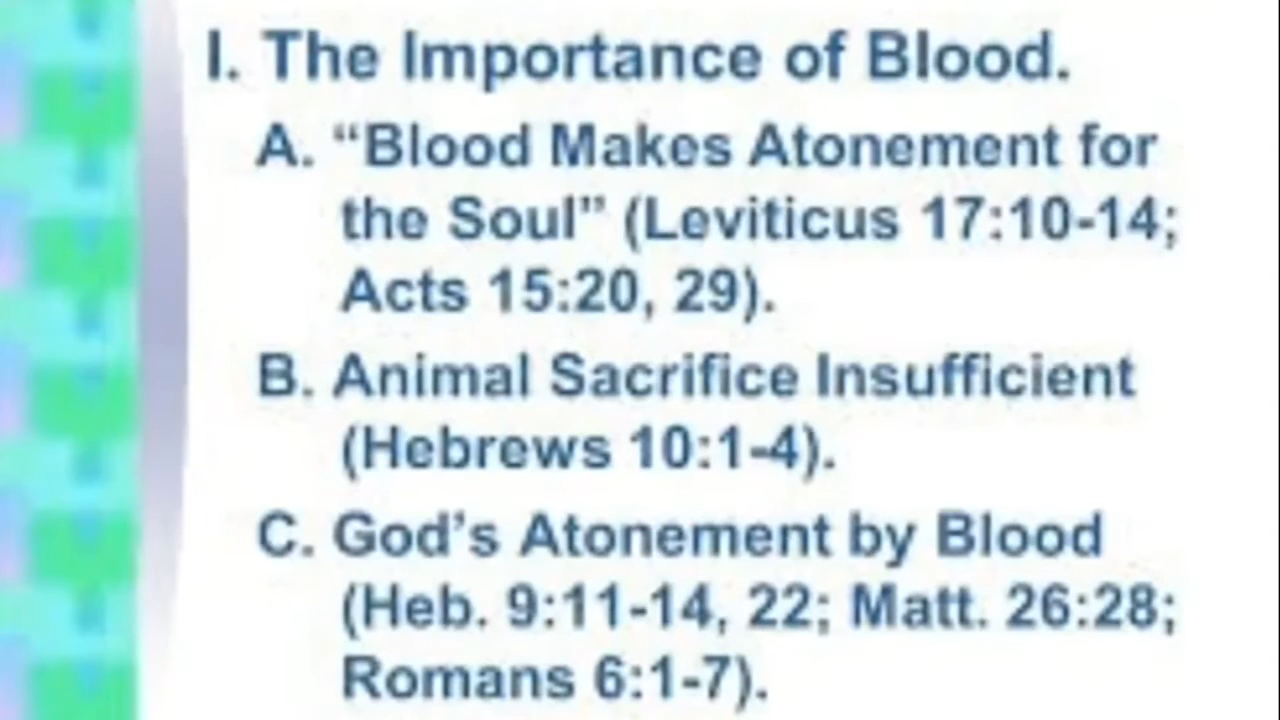 I. The Importance of Blood.
A. “Blood Makes Atonement for
the Soul” (Leviticus 17:10-14;
Acts 15:20, 29).
B. Animal Sacrifice Insufficient
(Hebrews 10:1-4).
C. God’s Atonement by Blood
(Heb. 9:11-14, 22; Matt. 26:28;
Romans 6:1-7).